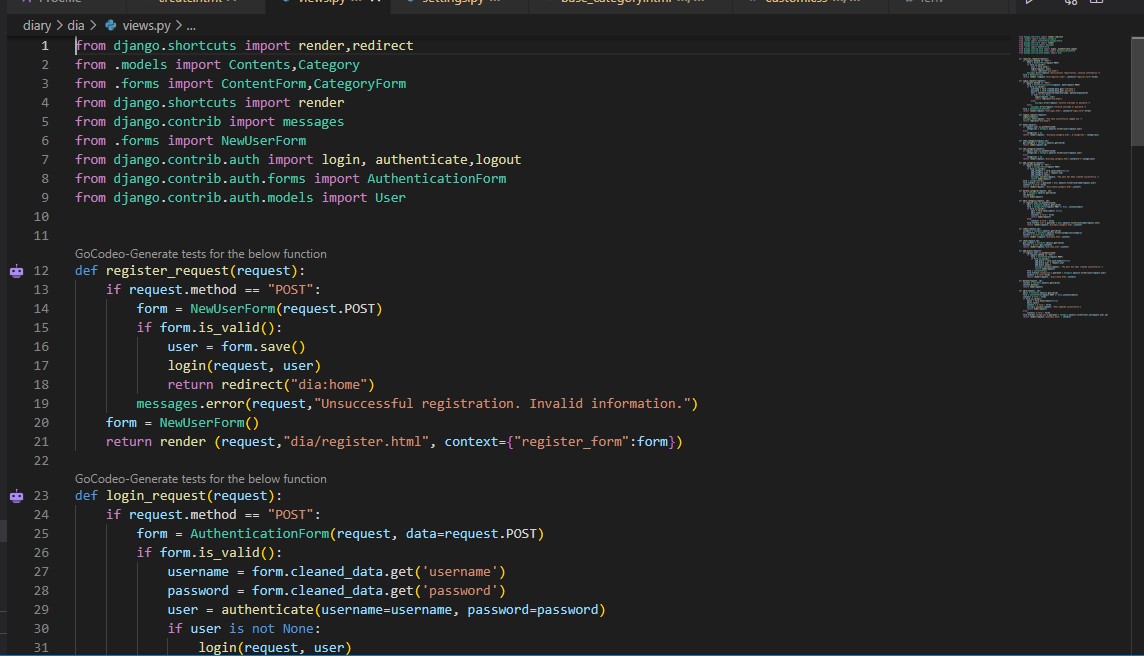 diary > dia > views.py > ...
1 from django.shortcuts import render,redirect
2 from .models import Contents,Category
3 from .forms import ContentForm,CategoryForm
4 from django.shortcuts import render
5 from django.contrib import messages
6 from .forms import NewUserForm
7 from django.contrib.auth import login, authenticate,logout
8 from django.contrib.auth.forms import AuthenticationForm
9 from django.contrib.auth.models import User
10
11
GoCodeo-Generate tests for the below function
12 def register_request(request):
13 if request.method == "POST":
14 form = NewUserForm(request.POST)
15 if form.is_valid():
16 user = form.save()
17 login(request, user)
18 return redirect("dia:home")
19 messages.error(request,"Unsuccessful registration. Invalid information.")
20 form = NewUserForm()
21 return render (request,"dia/register.html", context={"register_form":form})
22
GoCodeo-Generate tests for the below function
23 def login_request(request):
24 if request.method == "POST":
25 form = AuthenticationForm(request, data=request.POST)
26 if form.is_valid():
27 username = form.cleaned_data.get('username')
28 password = form.cleaned_data.get('password')
29 user = authenticate(username=username, password=password)
30 if user is not None:
31 login(request, user)